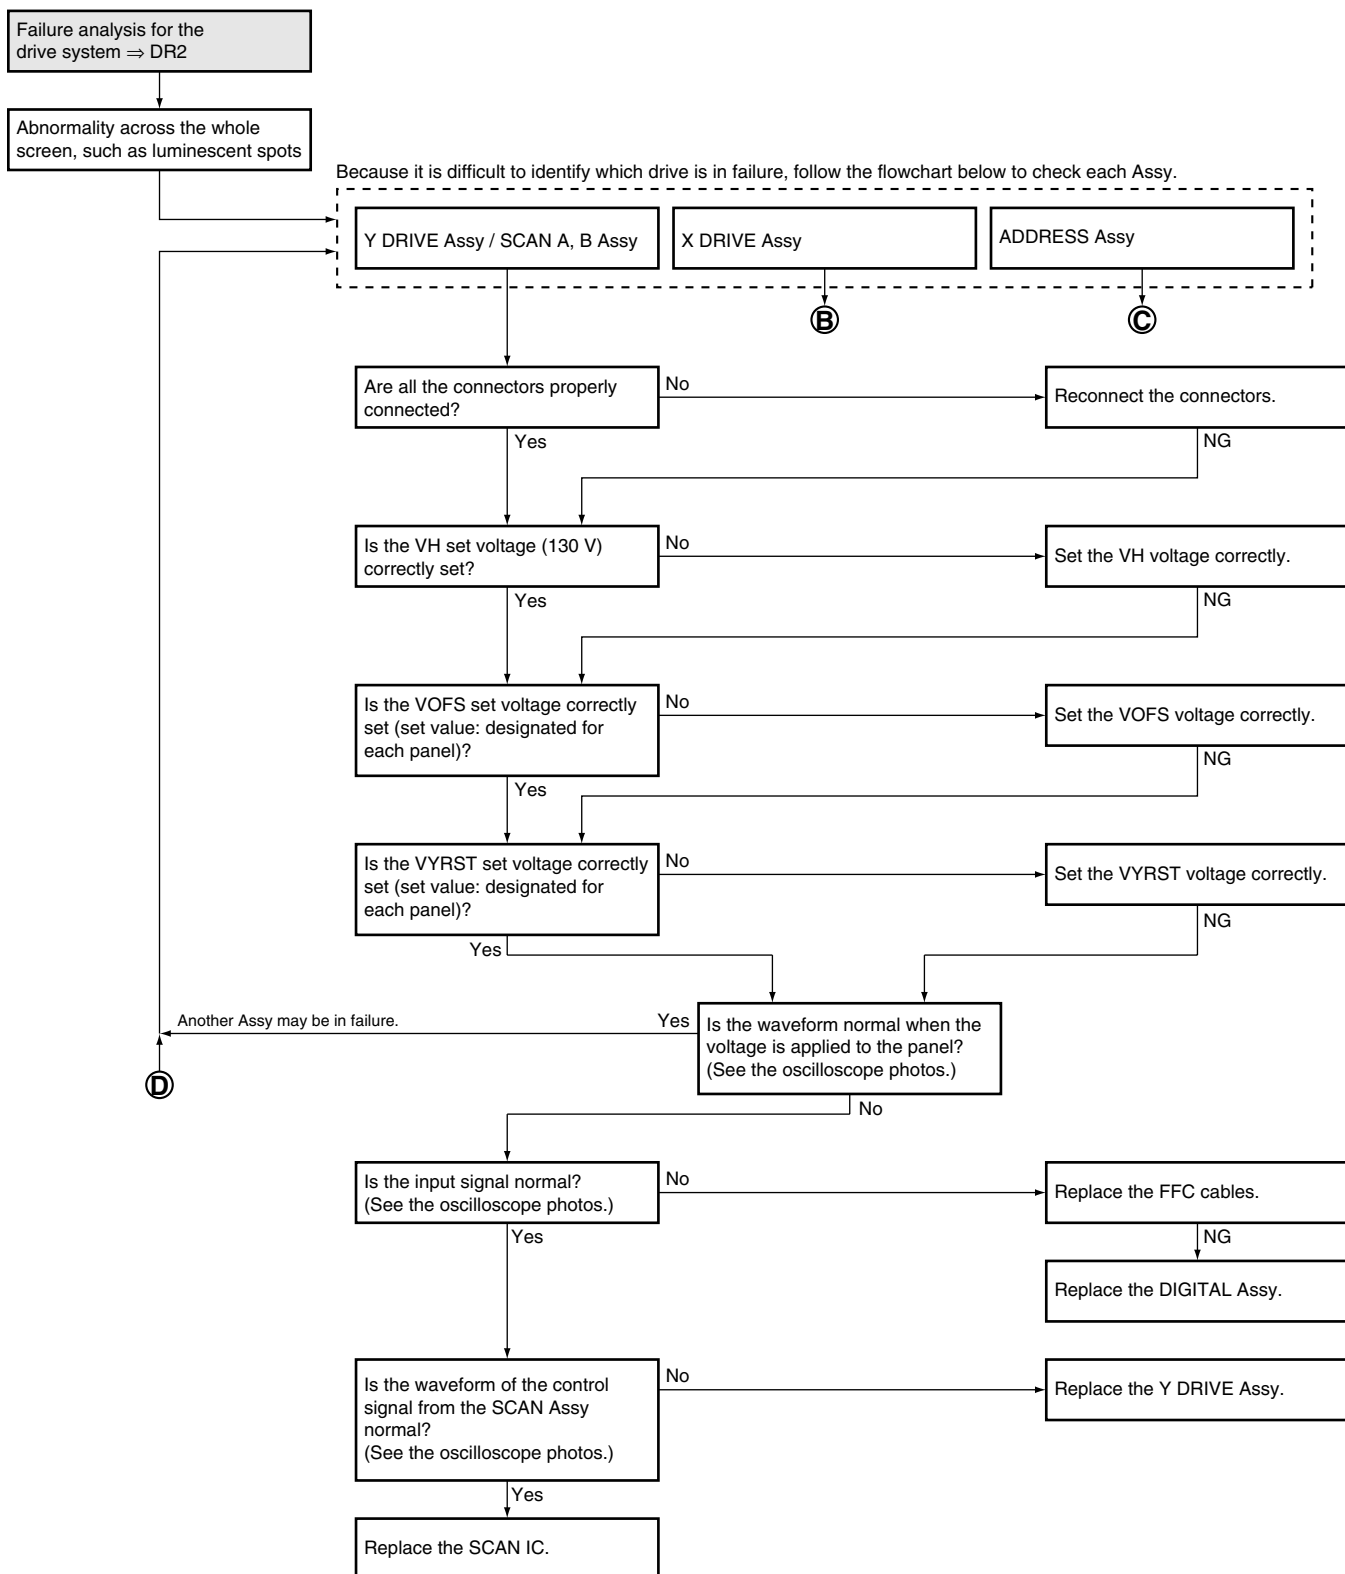 Failure analysis for the
drive system ⇒ DR2
Abnormality across the whole
screen, such as luminescent spots
Because it is difficult to identify which drive is in failure, follow the flowchart below to check each Assy.
Y DRIVE Assy / SCAN A, B Assy
X DRIVE Assy
ADDRESS Assy
B
C
Are all the connectors properly
connected?
No
Reconnect the connectors.
Yes
NG
Is the VH set voltage (130 V)
correctly set?
No
Set the VH voltage correctly.
Yes
NG
Is the VOFS set voltage correctly
set (set value: designated for
each panel)?
No
Set the VOFS voltage correctly.
Yes
NG
Is the VYRST set voltage correctly
set (set value: designated for
each panel)?
No
Set the VYRST voltage correctly.
Yes
NG
Another Assy may be in failure.
Yes
Is the waveform normal when the
voltage is applied to the panel?
(See the oscilloscope photos.)
D
No
Is the input signal normal?
(See the oscilloscope photos.)
No
Replace the FFC cables.
Yes
NG
Replace the DIGITAL Assy.
Is the waveform of the control
signal from the SCAN Assy
normal?
(See the oscilloscope photos.)
No
Replace the Y DRIVE Assy.
Yes
Replace the SCAN IC.